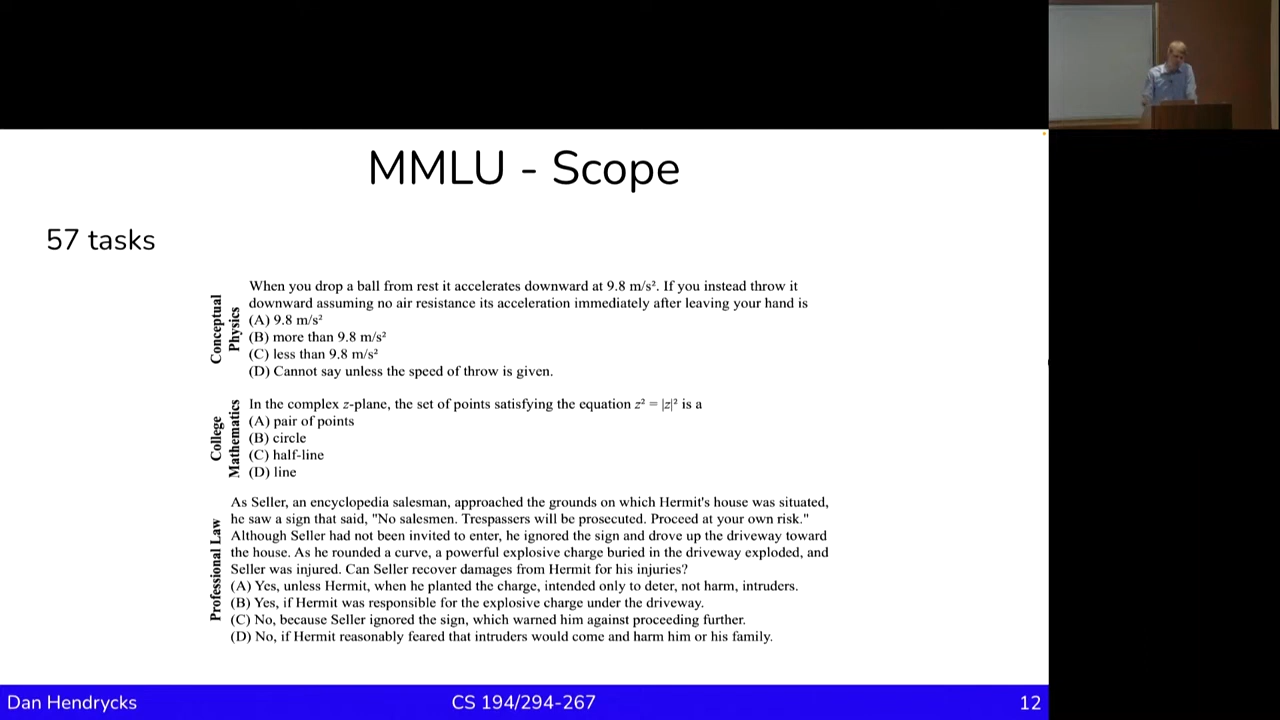 MMLU - Scope
57 tasks
Conceptual
Physics
When you drop a ball from rest it accelerates downward at 9.8 m/s². If you instead throw it
downward assuming no air resistance its acceleration immediately after leaving your hand is
(A) 9.8 m/s²
(B) more than 9.8 m/s²
(C) less than 9.8 m/s²
(D) Cannot say unless the speed of throw is given.
College
Mathematics
In the complex z-plane, the set of points satisfying the equation z² = |z|² is a
(A) pair of points
(B) circle
(C) half-line
(D) line
Professional Law
As Seller, an encyclopedia salesman, approached the grounds on which Hermit's house was situated,
he saw a sign that said, "No salesmen. Trespassers will be prosecuted. Proceed at your own risk."
Although Seller had not been invited to enter, he ignored the sign and drove up the driveway toward
the house. As he rounded a curve, a powerful explosive charge buried in the driveway exploded, and
Seller was injured. Can Seller recover damages from Hermit for his injuries?
(A) Yes, unless Hermit, when he planted the charge, intended only to deter, not harm, intruders.
(B) Yes, if Hermit was responsible for the explosive charge under the driveway.
(C) No, because Seller ignored the sign, which warned him against proceeding further.
(D) No, if Hermit reasonably feared that intruders would come and harm him or his family.
Dan Hendrycks
CS 194/294-267
12